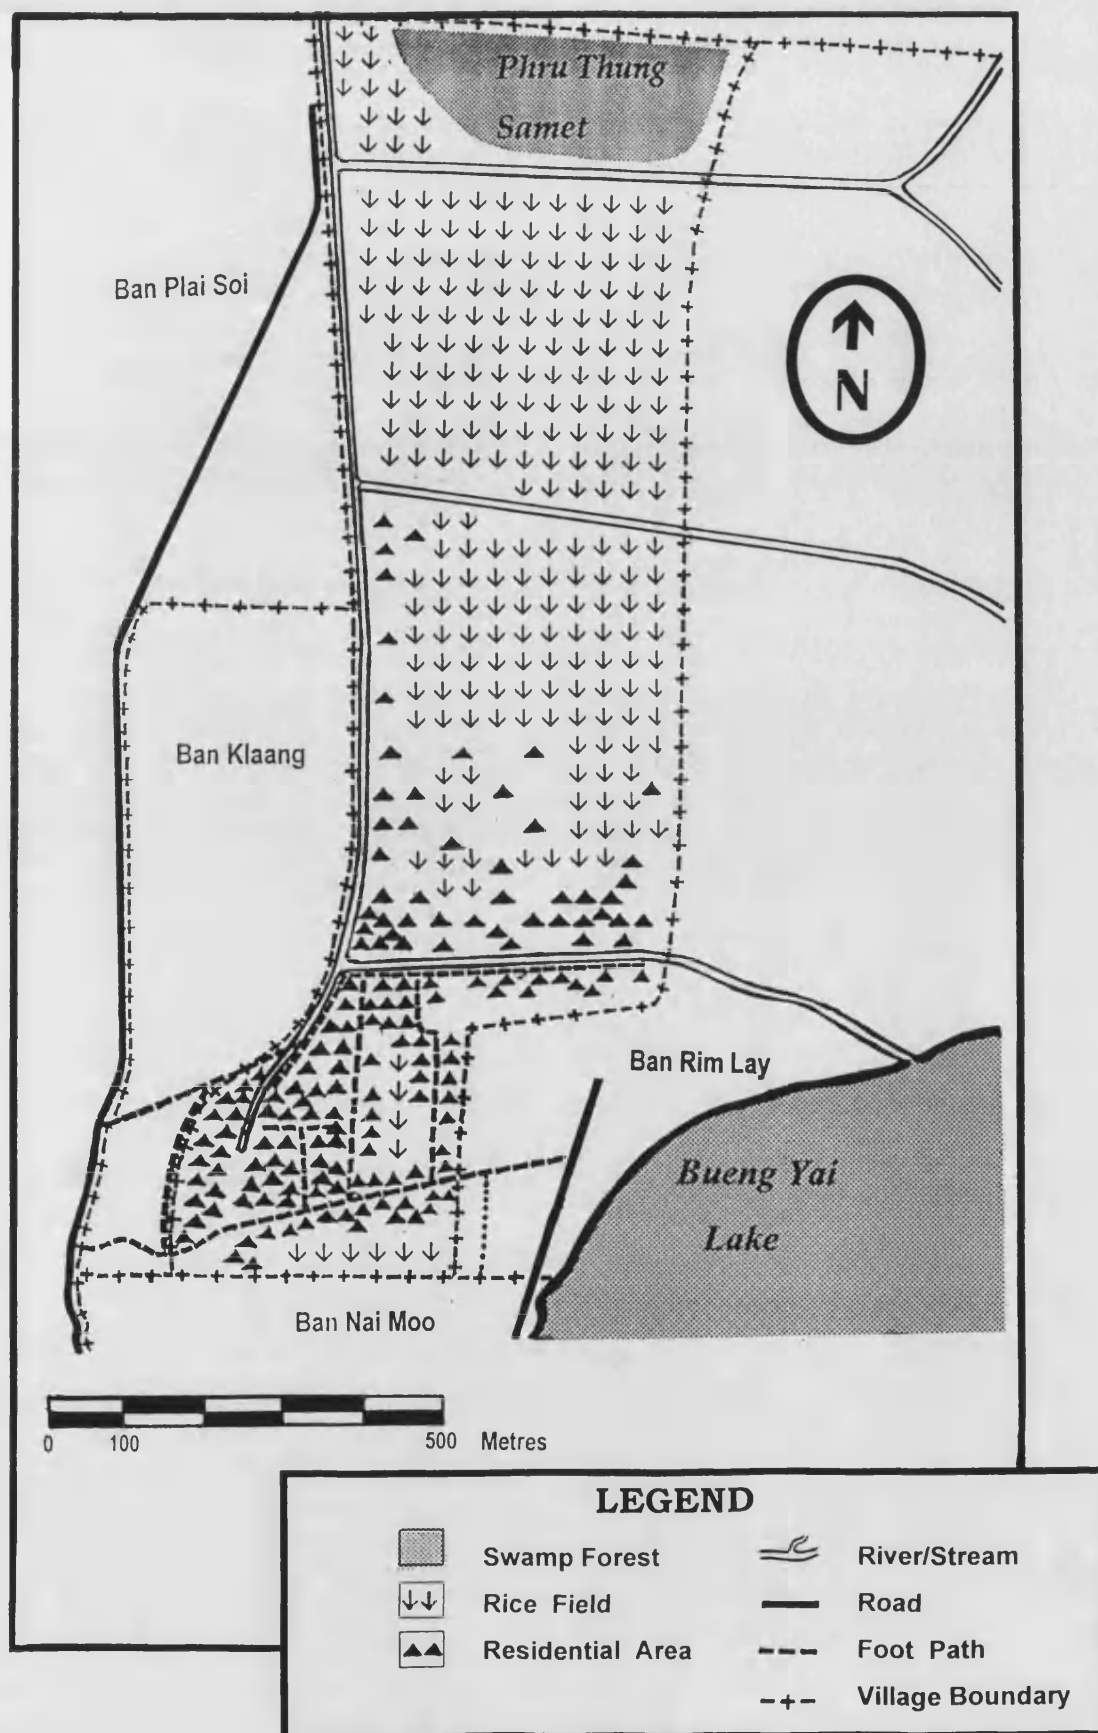 Phru Thung
Samet
Ban Plai Soi
N
Ban Klaang
Ban Rim Lay
Bueng Yai
Lake
Ban Nai Moo
0 100 500 Metres
LEGEND
Swamp Forest
River/Stream
Rice Field
Road
Residential Area
Foot Path
Village Boundary